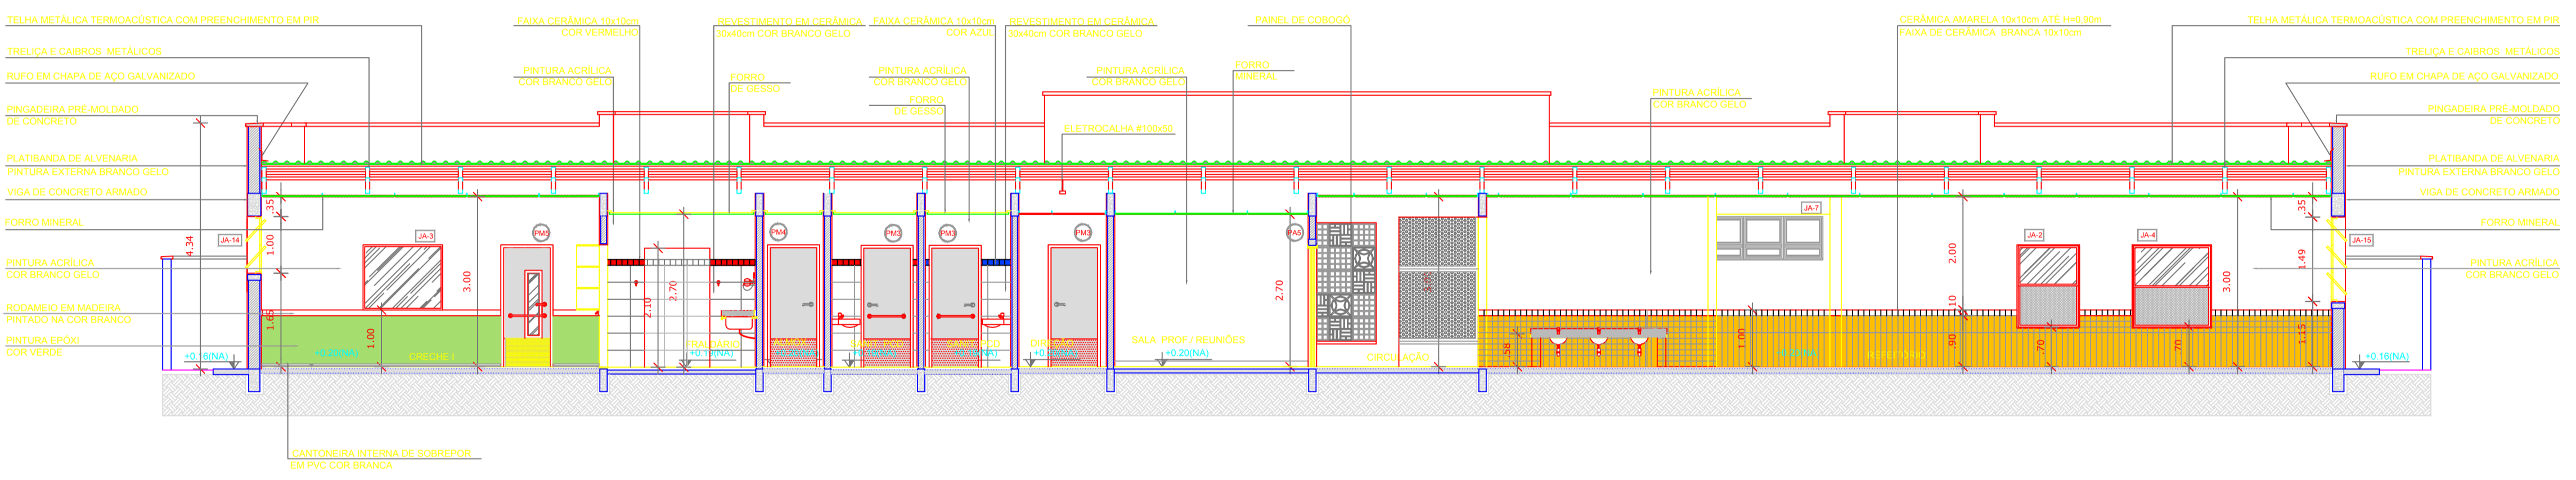 TELHA METÁLICA TERMOACÚSTICA COM PREENCHIMENTO EM PIR
TRELIÇA E CAIBROS METÁLICOS
RUFO EM CHAPA DE AÇO GALVANIZADO
PINGADEIRA PRÉ-MOLDADO
DE CONCRETO
PLATIBANDA DE ALVENARIA
PINTURA EXTERNA BRANCO GELO
VIGA DE CONCRETO ARMADO
FORRO MINERAL
PINTURA ACRÍLICA
COR BRANCO GELO
RODAMEIO EM MADEIRA
PINTADO NA COR BRANCO
PINTURA EPÓXI
COR VERDE
FAIXA CERÂMICA 10x10cm
COR VERMELHO
PINTURA ACRÍLICA
COR BRANCO GELO
REVESTIMENTO EM CERÂMICA
30x40cm COR BRANCO GELO
FORRO
DE GESSO
FAIXA CERÂMICA 10x10cm
COR AZUL
PINTURA ACRÍLICA
COR BRANCO GELO
FORRO
DE GESSO
REVESTIMENTO EM CERÂMICA
30x40cm COR BRANCO GELO
PINTURA ACRÍLICA
COR BRANCO GELO
ELETROCALHA #100x50
PAINEL DE COBOGÓ
FORRO
MINERAL
PINTURA ACRÍLICA
COR BRANCO GELO
CERÂMICA AMARELA 10x10cm ATÉ H=0.90m
FAIXA DE CERÂMICA BRANCA 10x10cm
TELHA METÁLICA TERMOACÚSTICA COM PREENCHIMENTO EM PIR
TRELIÇA E CAIBROS METÁLICOS
RUFO EM CHAPA DE AÇO GALVANIZADO
PINGADEIRA PRÉ-MOLDADO
DE CONCRETO
PLATIBANDA DE ALVENARIA
PINTURA EXTERNA BRANCO GELO
VIGA DE CONCRETO ARMADO
FORRO MINERAL
PINTURA ACRÍLICA
COR BRANCO GELO
4.34
JA-14
.35
1.00
1.65
JA-3
1.00
3.00
PM5
2.10
2.70
PM4
PM3
PM3
PM3
PA5
2.70
JA-7
2.00
.10
.90
1.00
.58
JA-2
.70
JA-4
.70
3.00
.35
1.49
1.15
JA-15
+0.16(NA)
+0.20(NA)
CRECHE I
FRALDÁRIO
DIREÇÃO
SALA PROF./ REUNIÕES
+0.20(NA)
CIRCULAÇÃO
REFEITÓRIO
+0.16(NA)
CANTONEIRA INTERNA DE SOBREPOR
EM PVC COR BRANCA